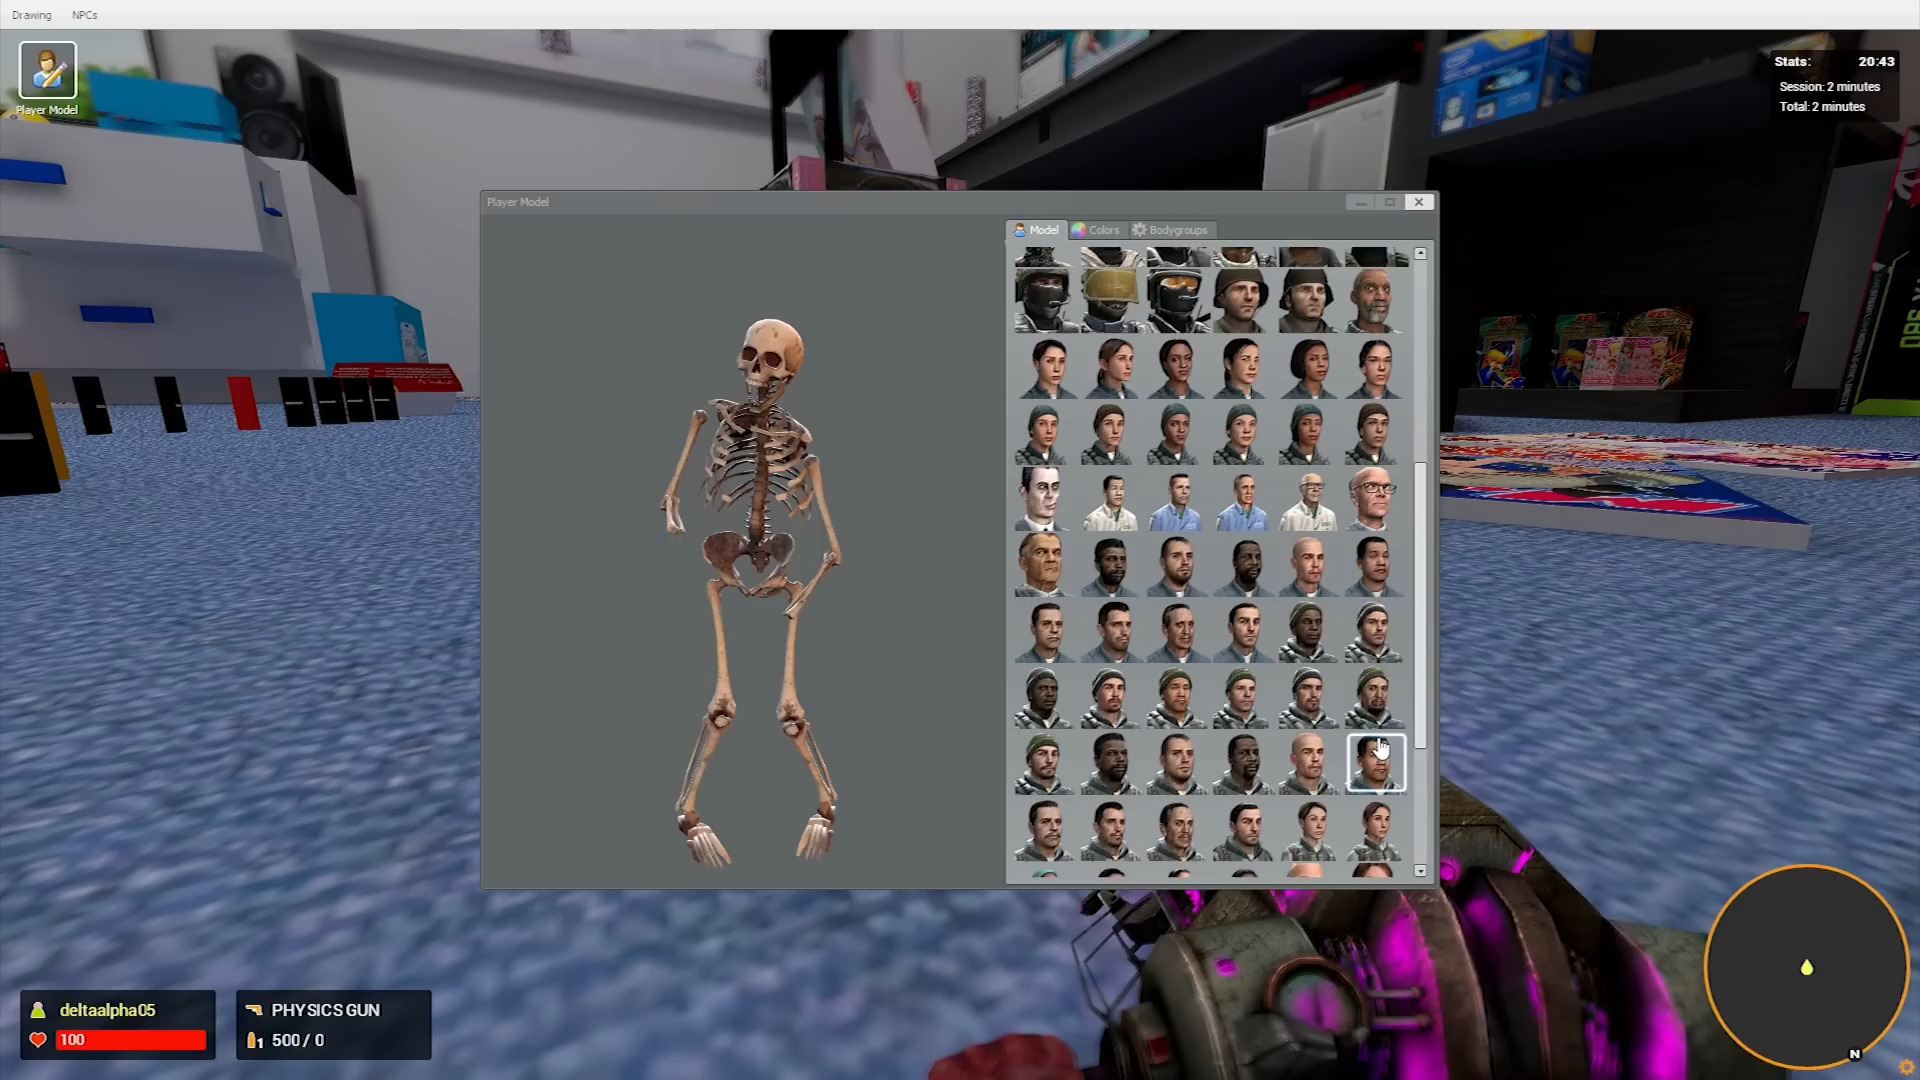 Drawing NPCs
Player Model
Stats: 20:43
Session: 2 minutes
Total: 2 minutes
Player Model
Model Colors Bodygroups
deltaalpha05
100
PHYSICS GUN
1 500 / 0
N